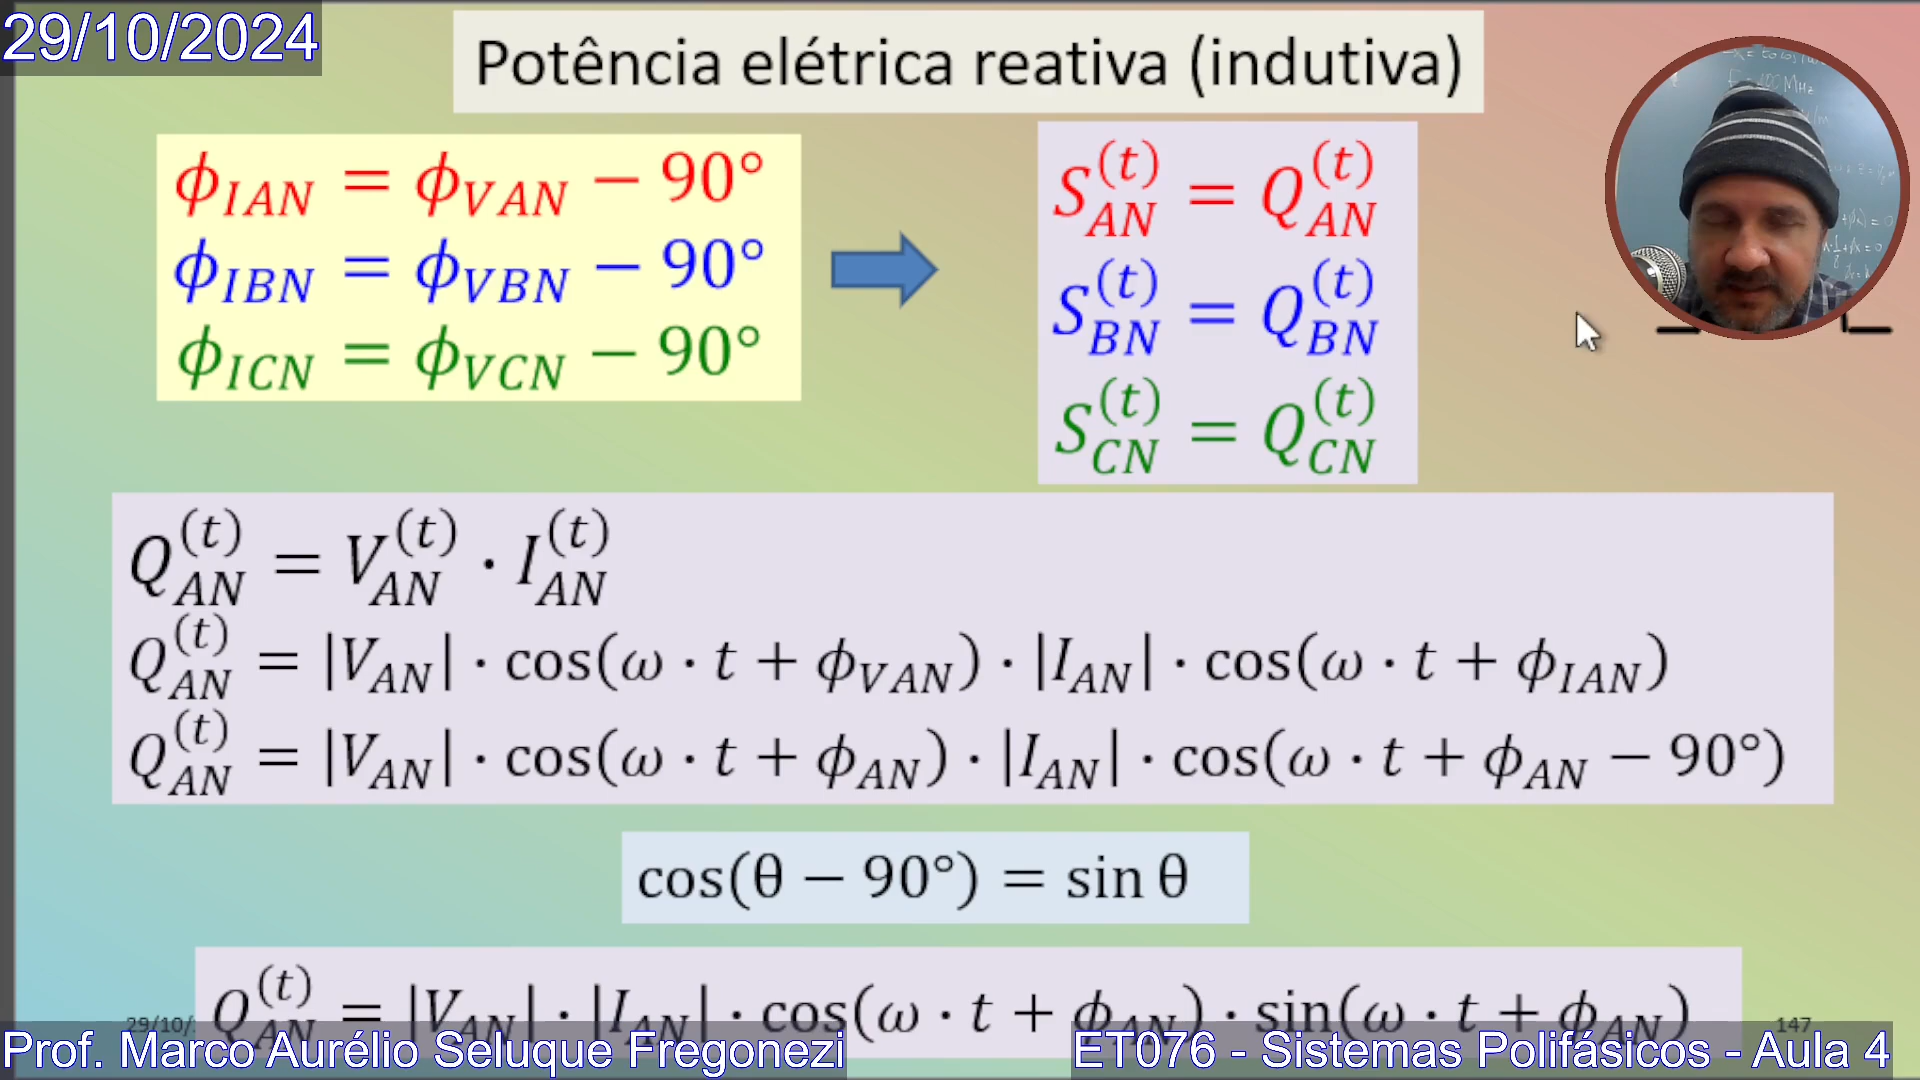 29/10/2024
Potência elétrica reativa (indutiva)
ϕ_IAN = ϕ_VAN − 90°
ϕ_IBN = ϕ_VBN − 90°
ϕ_ICN = ϕ_VCN − 90°
S_AN^(t) = Q_AN^(t)
S_BN^(t) = Q_BN^(t)
S_CN^(t) = Q_CN^(t)
Q_AN^(t) = V_AN^(t) · I_AN^(t)
Q_AN^(t) = |V_AN| · cos(ω · t + ϕ_VAN) · |I_AN| · cos(ω · t + ϕ_IAN)
Q_AN^(t) = |V_AN| · cos(ω · t + ϕ_AN) · |I_AN| · cos(ω · t + ϕ_AN − 90°)
cos(θ − 90°) = sin θ
Q_AN^(t) = |V_AN| · |I_AN| · cos(ω · t + ϕ_AN) · sin(ω · t + ϕ_AN)
29/10/
147
Prof. Marco Aurélio Seluque Fregonezi
ET076 - Sistemas Polifásicos - Aula 4